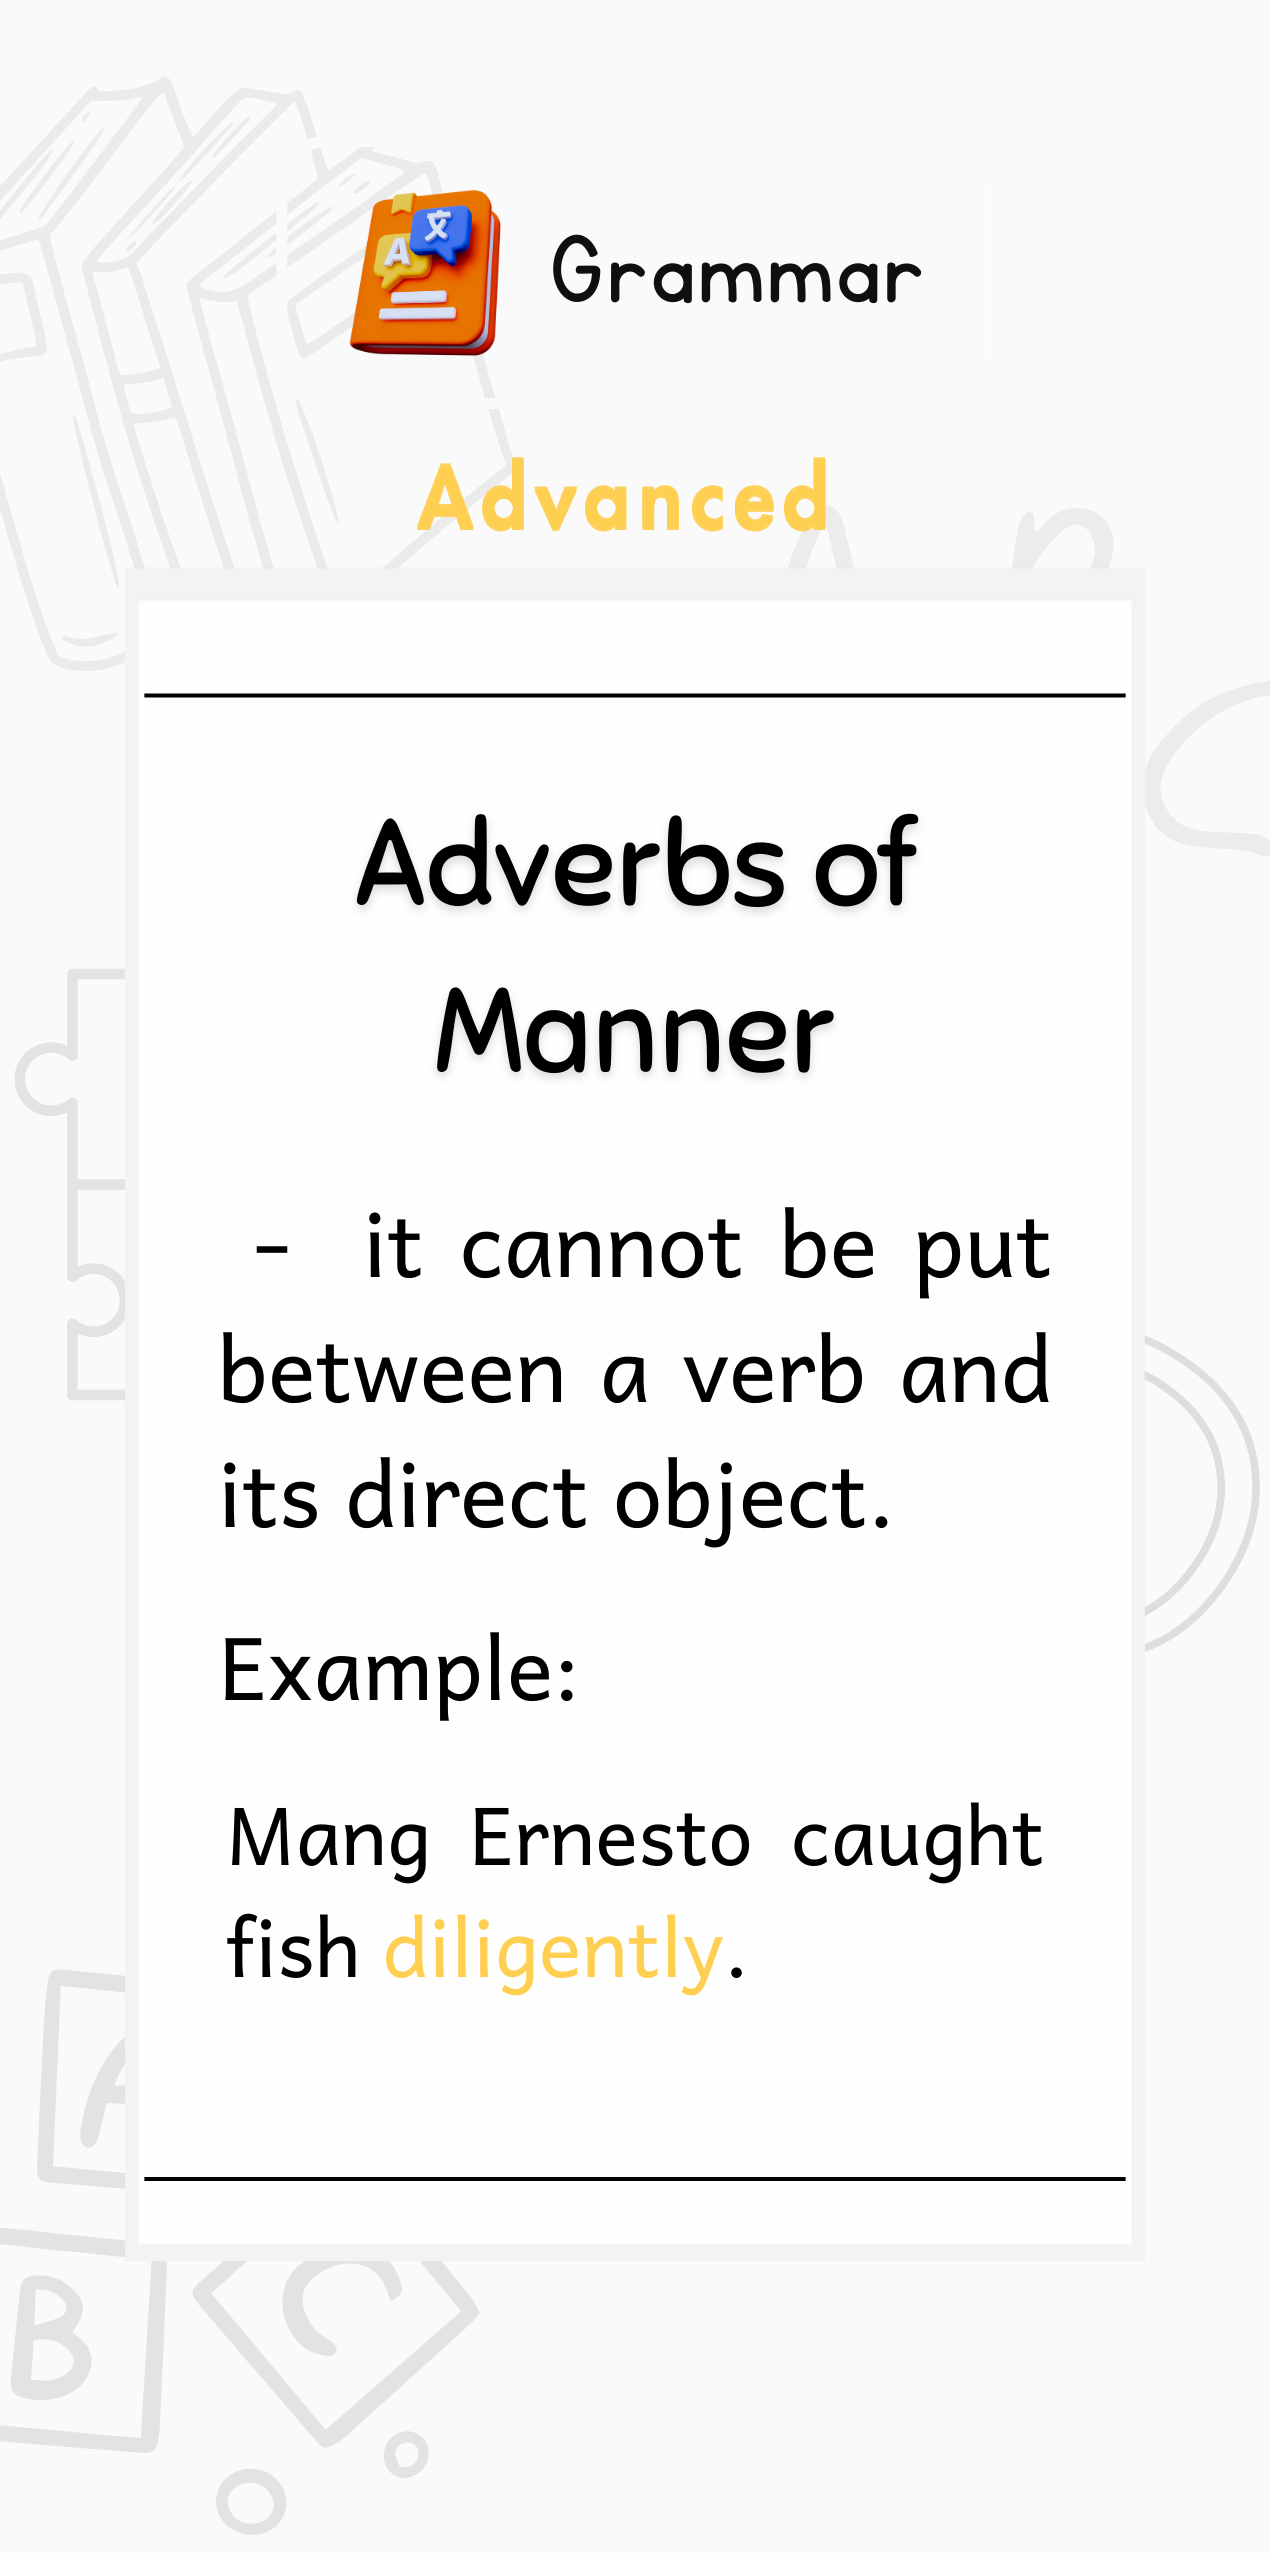 A 文
Grammar
Advanced
Adverbs of
Manner
- it cannot be put
between a verb and
its direct object.
Example:
Mang Ernesto caught
fish diligently.
A
B
C